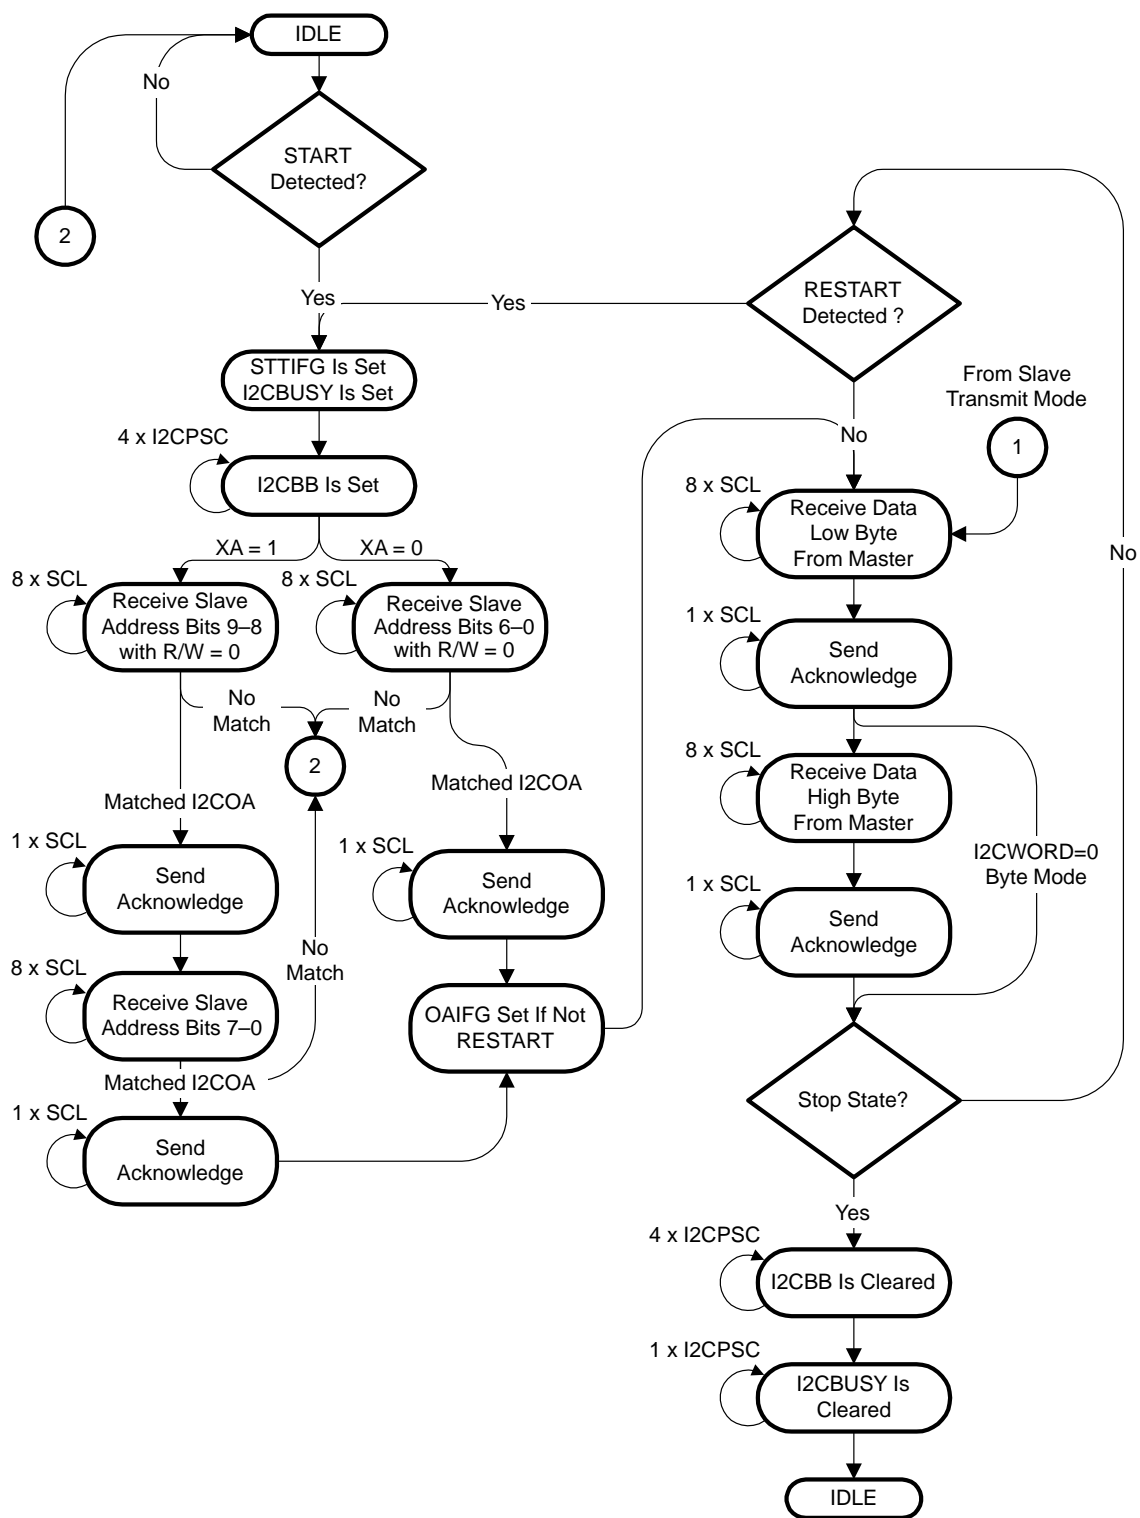 IDLE
No
START
Detected?
2
Yes
Yes
RESTART
Detected ?
STTIFG Is Set
I2CBUSY Is Set
From Slave
Transmit Mode
1
No
4 x I2CPSC
I2CBB Is Set
8 x SCL
Receive Data
Low Byte
From Master
No
XA = 1
XA = 0
8 x SCL
Receive Slave
Address Bits 9–8
with R/W = 0
8 x SCL
Receive Slave
Address Bits 6–0
with R/W = 0
1 x SCL
Send
Acknowledge
No
Match
No
Match
2
8 x SCL
Receive Data
High Byte
From Master
Matched I2COA
Matched I2COA
I2CWORD=0
Byte Mode
1 x SCL
Send
Acknowledge
1 x SCL
Send
Acknowledge
1 x SCL
Send
Acknowledge
No
Match
8 x SCL
Receive Slave
Address Bits 7–0
OAIFG Set If Not
RESTART
Matched I2COA
Stop State?
1 x SCL
Send
Acknowledge
Yes
4 x I2CPSC
I2CBB Is Cleared
1 x I2CPSC
I2CBUSY Is
Cleared
IDLE